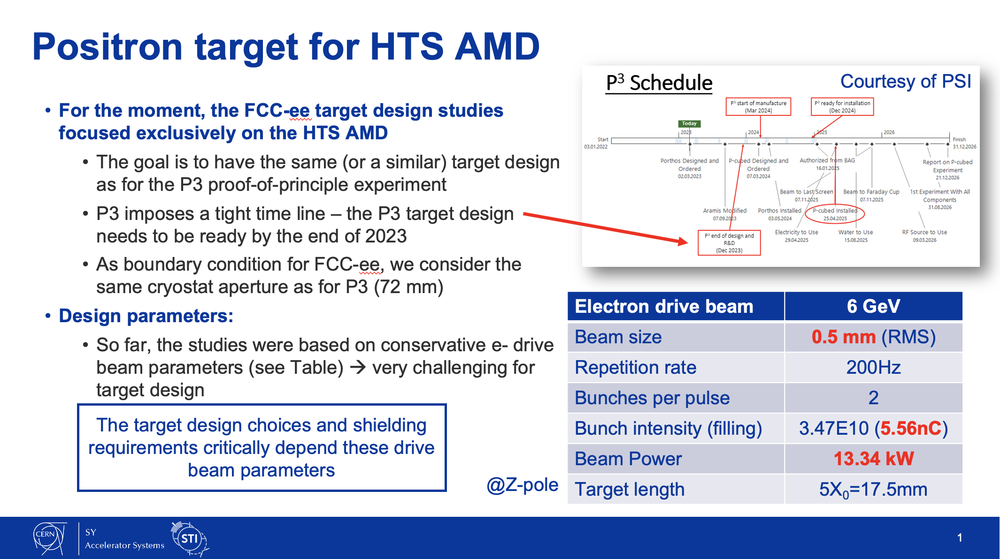 Positron target for HTS AMD
• For the moment, the FCC-ee target design studies
focused exclusively on the HTS AMD
• The goal is to have the same (or a similar) target design
as for the P3 proof-of-principle experiment
• P3 imposes a tight time line – the P3 target design
needs to be ready by the end of 2023
• As boundary condition for FCC-ee, we consider the
same cryostat aperture as for P3 (72 mm)
• Design parameters:
• So far, the studies were based on conservative e- drive
beam parameters (see Table) → very challenging for
target design
The target design choices and shielding
requirements critically depend these drive
beam parameters
@Z-pole
P³ Schedule
Courtesy of PSI
P³ start of manufacture
(Mar 2024)
P³ ready for installation
(Dec 2024)
Today
2023
2024
2025
2026
Start
03.01.2022
Finish
31.12.2026
Porthos Designed and
Ordered
02.03.2023
P-cubed Designed and
Ordered
07.03.2024
Authorized from BAG
16.01.2025
Report on P-cubed
Experiment
21.12.2026
Beam to Last Screen
07.11.2025
Beam to Faraday Cup
07.11.2025
1st Experiment With All
Components
31.08.2026
Aramis Modified
07.09.2023
Porthos Installed
03.05.2024
P-cubed Installed
25.04.2025
P³ end of design and
R&D
(Dec 2023)
Electricity to Use
29.04.2025
Water to Use
15.08.2025
RF Source to Use
09.03.2026
Electron drive beam 6 GeV
Beam size 0.5 mm (RMS)
Repetition rate 200Hz
Bunches per pulse 2
Bunch intensity (filling) 3.47E10 (5.56nC)
Beam Power 13.34 kW
Target length 5X₀=17.5mm
CERN
SY
Accelerator Systems
STI
1